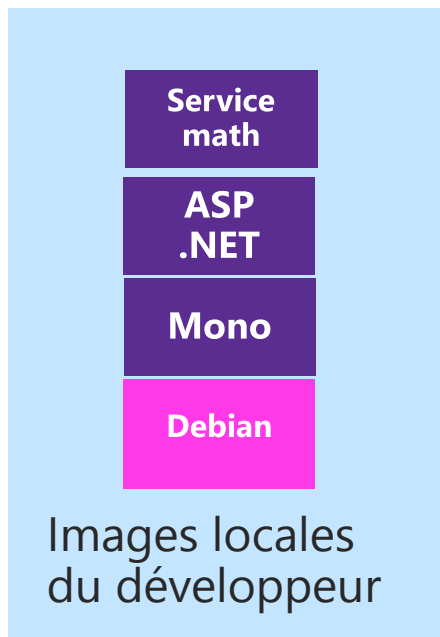 Service
math
ASP
.NET
Mono
Debian
Images locales
du développeur